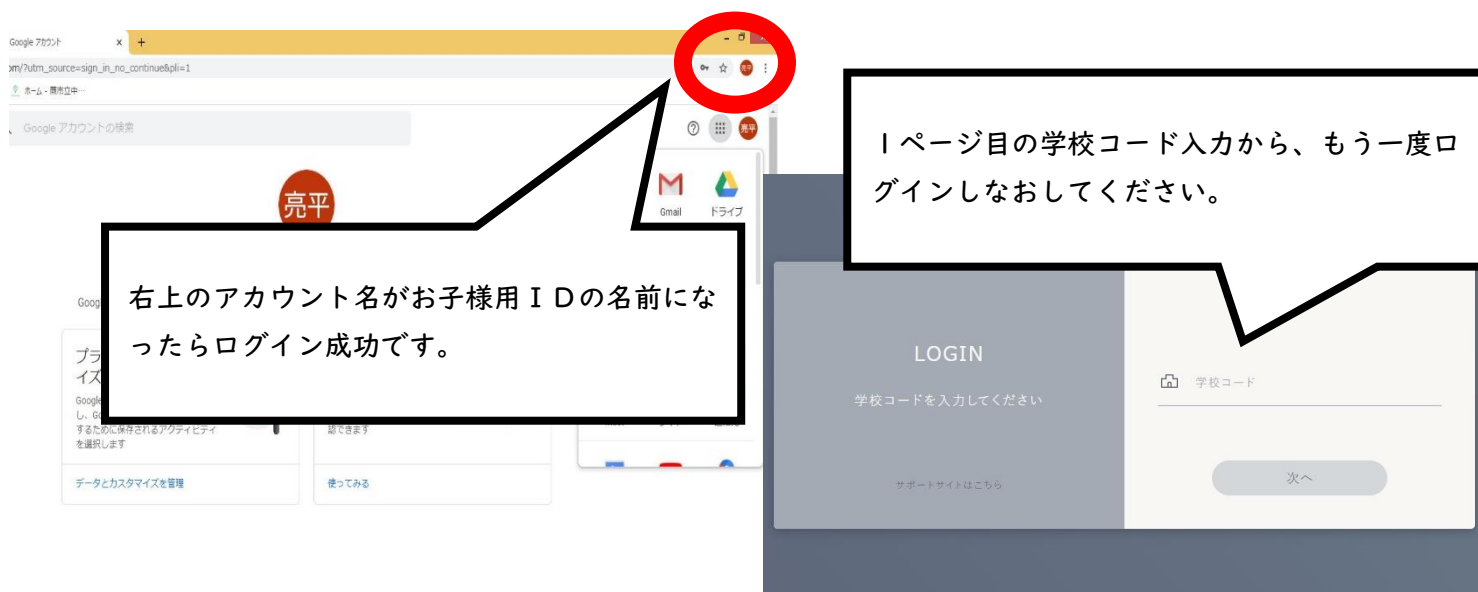 Google アカウント
om/?utm_source=sign_in_no_continue&pli=1
ホーム - 関市立中…
Google アカウントの検索
亮平
亮平
亮平
Gmail
ドライブ
右上のアカウント名がお子様用ＩＤの名前にな
ったらログイン成功です。
Goog
プラ
イズ
Google
し、Go
するために保存されるアクティビティ
を選択します
認できます
データとカスタマイズを管理
使ってみる
1ページ目の学校コード入力から、もう一度ロ
グインしなおしてください。
LOGIN
学校コードを入力してください
サポートサイトはこちら
学校コード
次へ